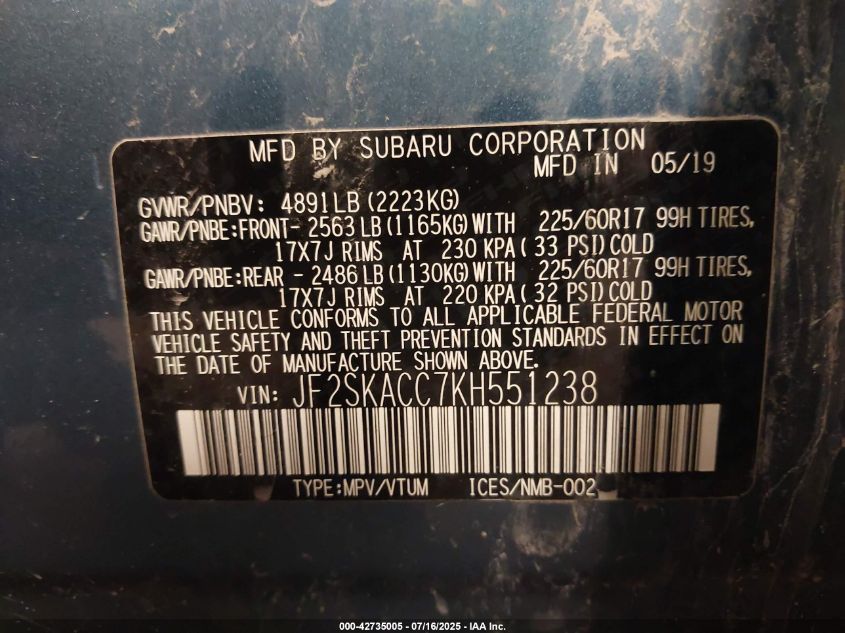 MFD BY SUBARU CORPORATION
MFD IN 05/19
GVWR/PNBV: 4891LB (2223KG)
GAWR/PNBE:FRONT- 2563 LB (1165KG) WITH 225/60R17 99H TIRES,
17X7J RIMS AT 230 KPA ( 33 PSI) COLD
GAWR/PNBE:REAR - 2486 LB (1130KG) WITH 225/60R17 99H TIRES,
17X7J RIMS AT 220 KPA ( 32 PSI) COLD
THIS VEHICLE CONFORMS TO ALL APPLICABLE FEDERAL MOTOR
VEHICLE SAFETY AND THEFT PREVENTION STANDARDS IN EFFECT ON
THE DATE OF MANUFACTURE SHOWN ABOVE.
VIN: JF2SKACC7KH551238
TYPE:MPV/VTUM ICES/NMB-002
000-42735005 - 07/16/2025 - IAA Inc.